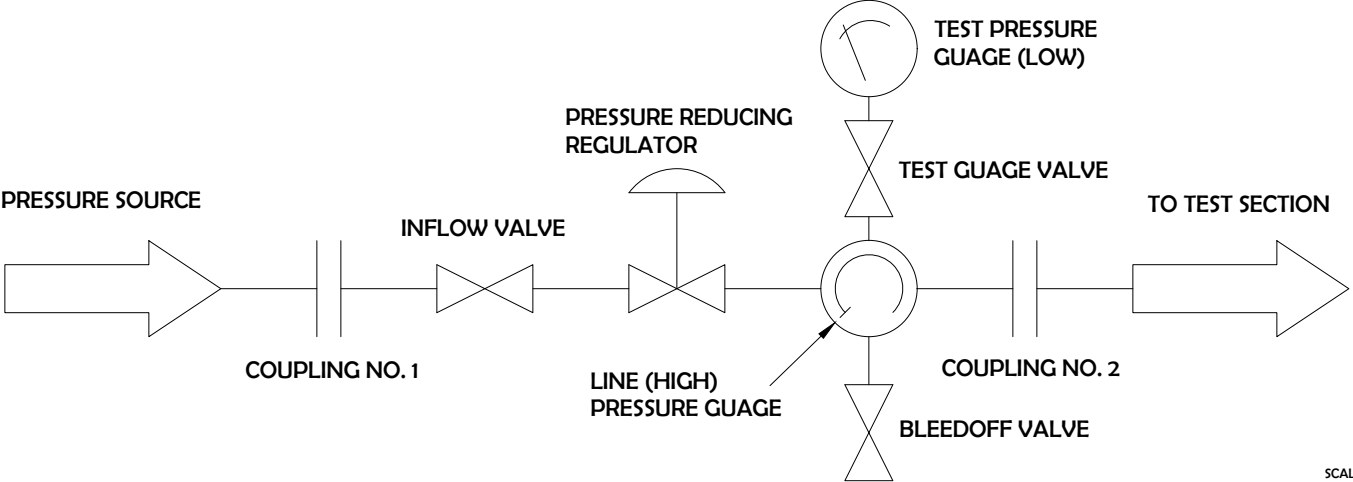 TEST PRESSURE
GUAGE (LOW)
PRESSURE REDUCING
REGULATOR
TEST GUAGE VALVE
PRESSURE SOURCE
TO TEST SECTION
INFLOW VALVE
COUPLING NO. 1
COUPLING NO. 2
LINE (HIGH)
PRESSURE GUAGE
BLEEDOFF VALVE
SCAL